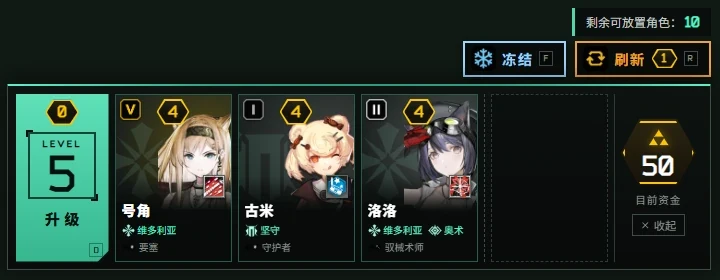 剩余可放置角色：10
冻结 F
刷新 1 R
0
LEVEL
5
升级
D
V 4
号角
维多利亚
• 要塞
I 4
古米
坚守
• 守护者
II 4
洛洛
维多利亚 奥术
驭械术师
50
目前资金
× 收起